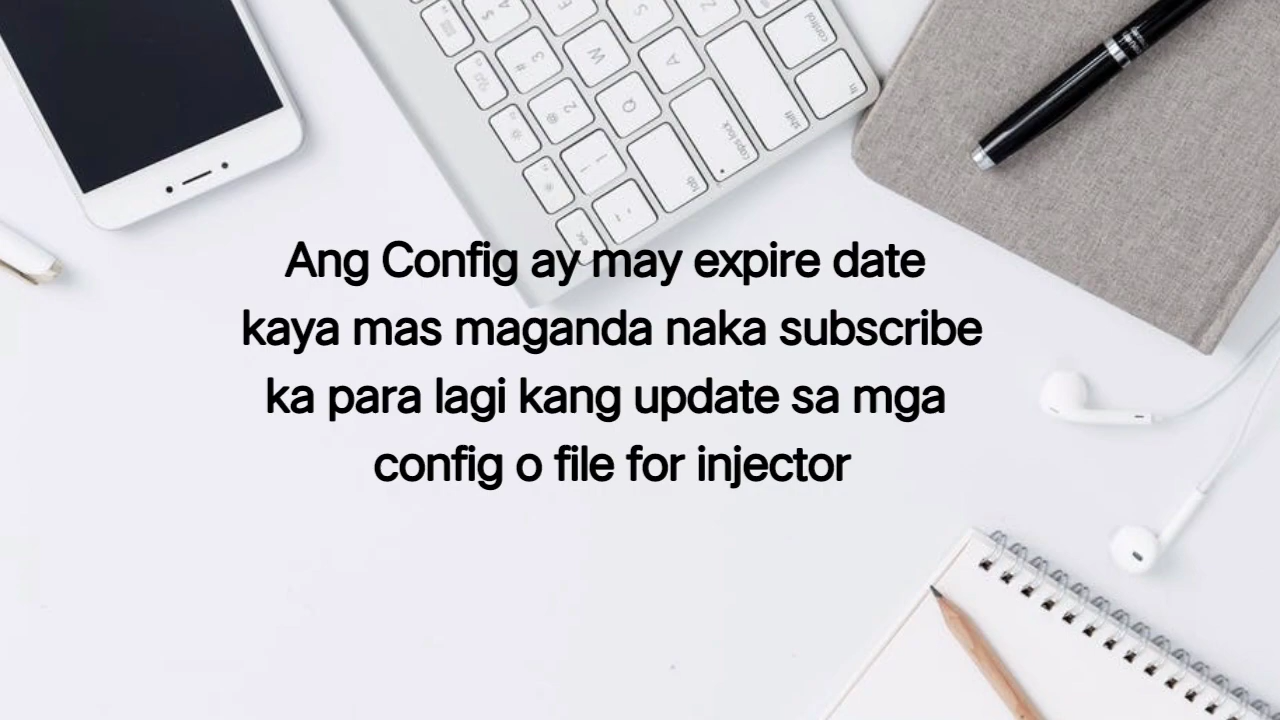 Ang Config ay may expire date
kaya mas maganda naka subscribe
ka para lagi kang update sa mga
config o file for injector